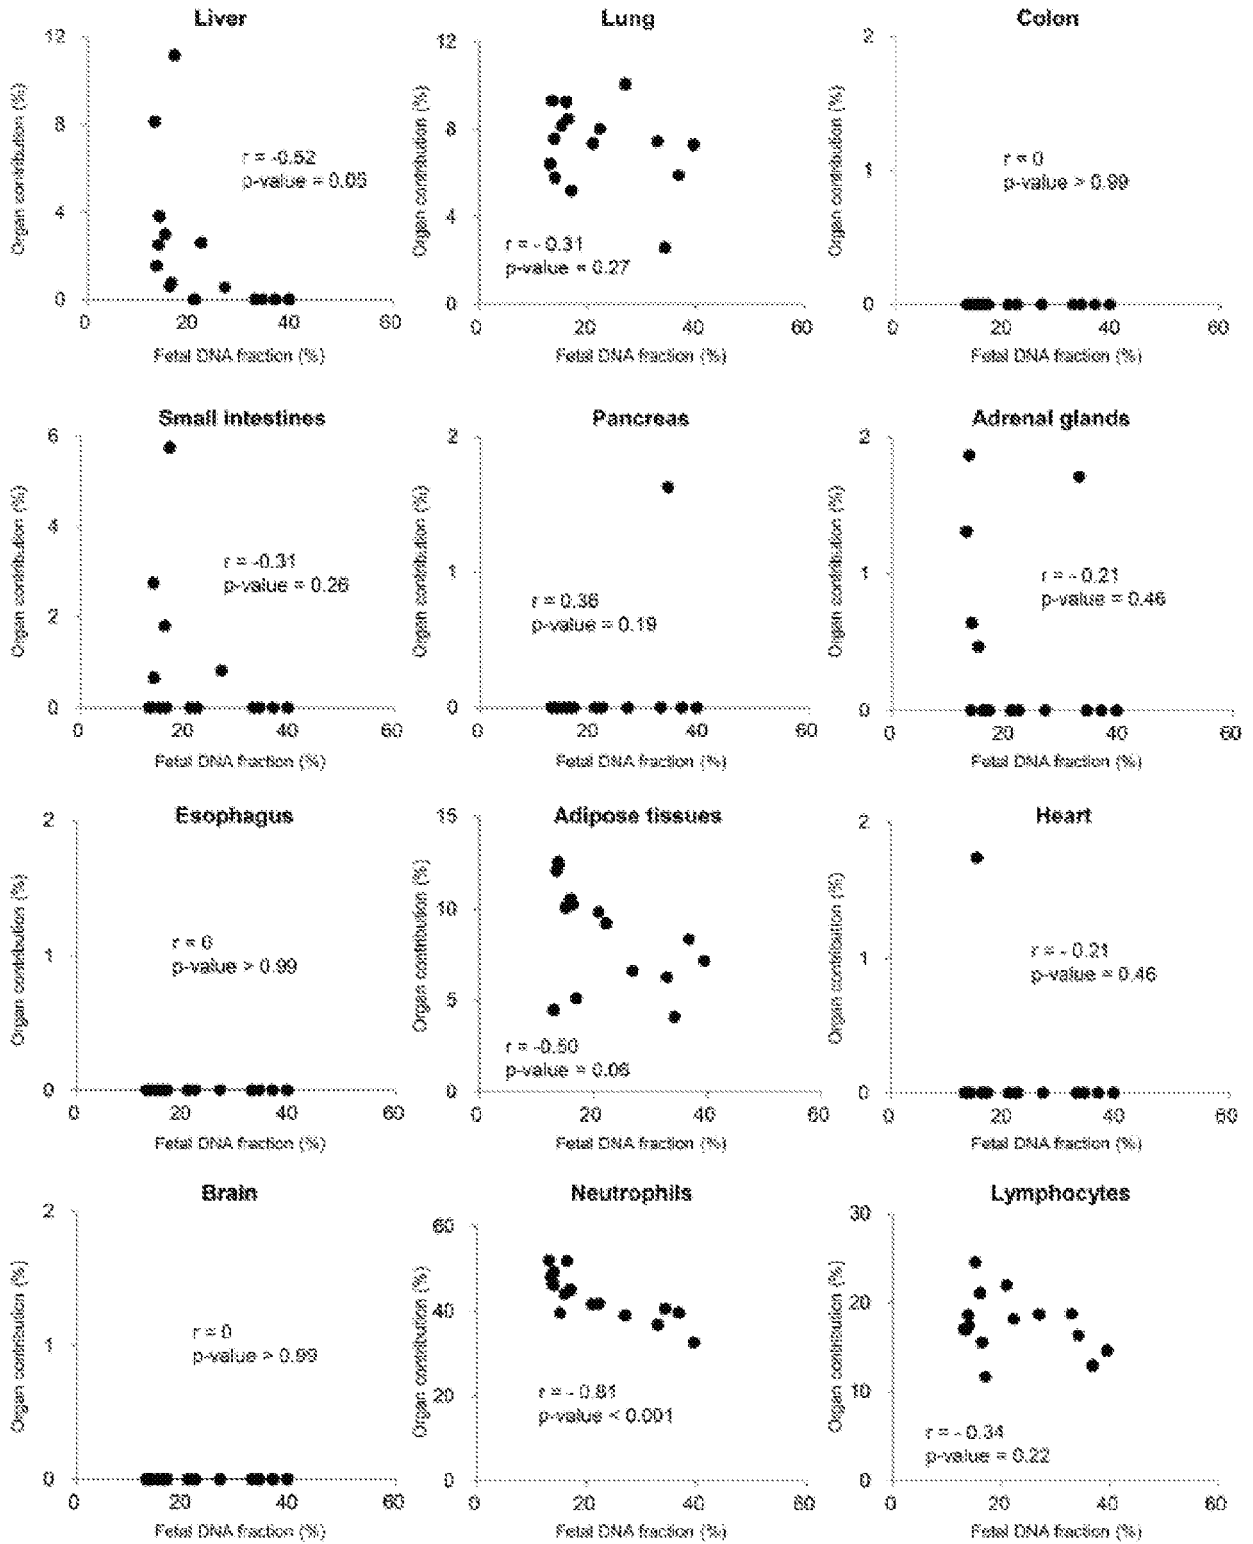 Liver
12
8
4
0
0
20
40
60
Organ contribution (%)
Fetal DNA fraction (%)
r = -0.52
p-value = 0.05
Lung
12
8
4
0
0
20
40
60
Organ contribution (%)
Fetal DNA fraction (%)
r = - 0.31
p-value = 0.27
Colon
2
1
0
0
20
40
60
Organ contribution (%)
Fetal DNA fraction (%)
r = 0
p-value > 0.99
Small intestines
6
4
2
0
0
20
40
60
Organ contribution (%)
Fetal DNA fraction (%)
r = -0.31
p-value = 0.26
Pancreas
2
1
0
0
20
40
60
Organ contribution (%)
Fetal DNA fraction (%)
r = 0.36
p-value = 0.19
Adrenal glands
2
1
0
0
20
40
60
Organ contribution (%)
Fetal DNA fraction (%)
r = - 0.21
p-value = 0.46
Esophagus
2
1
0
0
20
40
60
Organ contribution (%)
Fetal DNA fraction (%)
r = 0
p-value > 0.99
Adipose tissues
15
10
5
0
0
20
40
60
Organ contribution (%)
Fetal DNA fraction (%)
r = -0.50
p-value = 0.06
Heart
2
1
0
0
20
40
60
Organ contribution (%)
Fetal DNA fraction (%)
r = - 0.21
p-value = 0.46
Brain
2
1
0
0
20
40
60
Organ contribution (%)
Fetal DNA fraction (%)
r = 0
p-value > 0.99
Neutrophils
60
40
20
0
0
20
40
60
Organ contribution (%)
Fetal DNA fraction (%)
r = - 0.81
p-value < 0.001
Lymphocytes
30
20
10
0
0
20
40
60
Organ contribution (%)
Fetal DNA fraction (%)
r = - 0.34
p-value = 0.22